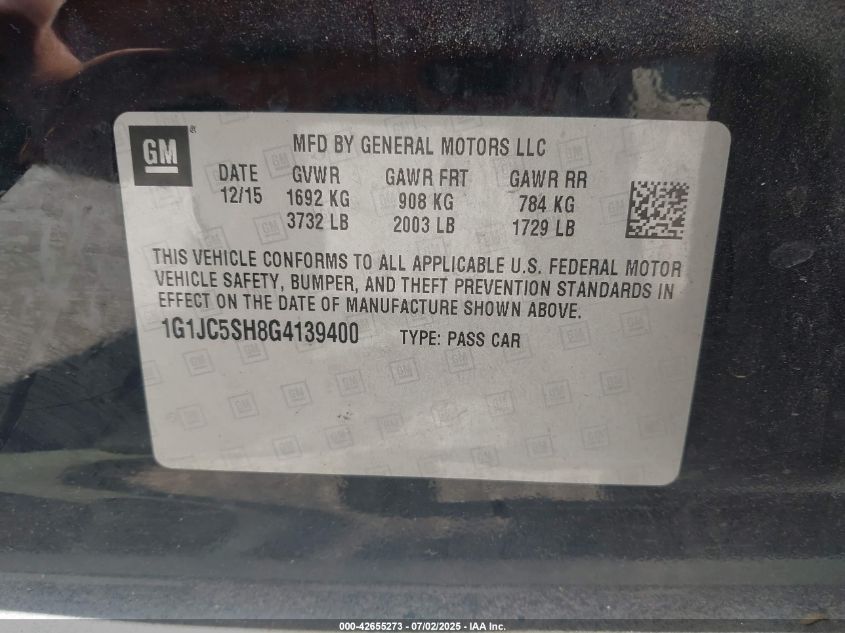 GM ®
MFD BY GENERAL MOTORS LLC
DATE GVWR GAWR FRT GAWR RR
12/15 1692 KG 908 KG 784 KG
3732 LB 2003 LB 1729 LB
THIS VEHICLE CONFORMS TO ALL APPLICABLE U.S. FEDERAL MOTOR
VEHICLE SAFETY, BUMPER, AND THEFT PREVENTION STANDARDS IN
EFFECT ON THE DATE OF MANUFACTURE SHOWN ABOVE.
1G1JC5SH8G4139400 TYPE: PASS CAR
000-42655273 - 07/02/2025 - IAA Inc.